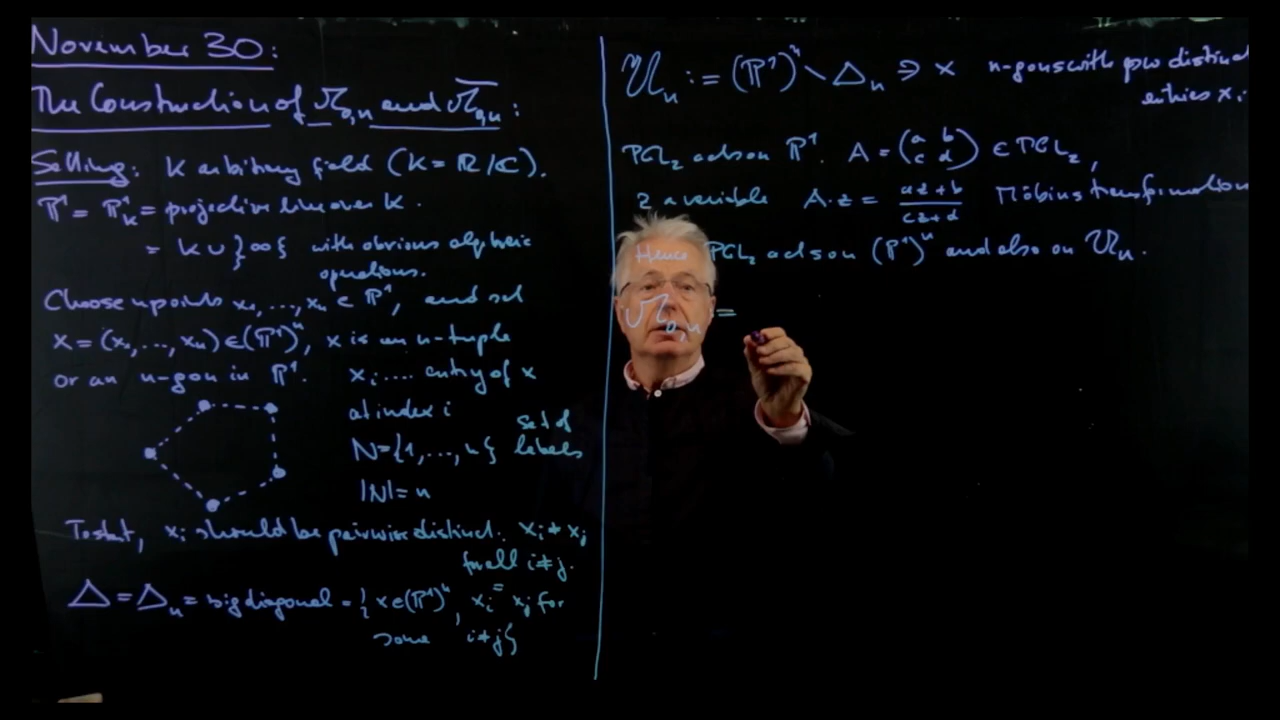 November 30:
The Construction of 𝓜₀,ₙ and 𝓜̅₀,ₙ :
Setting: K arbitrary field (K = ℝ/ℂ).
ℙ¹ = ℙ¹_K = projective line over K.
= K ∪ {∞} with obvious algebraic
operations.
Choose n points x₁, ..., xₙ ∈ ℙ¹, and set
x = (x₁, ..., xₙ) ∈ (ℙ¹)ⁿ, x is an n-tuple
or an n-gon in ℙ¹. xᵢ .... entry of x
at index i
N = {1, ..., n} set of labels
|N| = n
To start, xᵢ should be pairwise distinct: xᵢ ≠ xⱼ
for all i ≠ j.
Δ = Δₙ = big diagonal = {x ∈ (ℙ¹)ⁿ, xᵢ = xⱼ for
some i ≠ j}
𝒰ₙ := (ℙ¹)ⁿ \ Δₙ ∋ x n-gons with pw distinct
entries xᵢ
PGL₂ acts on ℙ¹. A = (a b c d) ∈ PGL₂,
z a variable A·z = (az+b)/(cz+d) Möbius transformation
Hence PGL₂ acts on (ℙ¹)ⁿ and also on 𝒰ₙ.
𝓜₀,ₙ =